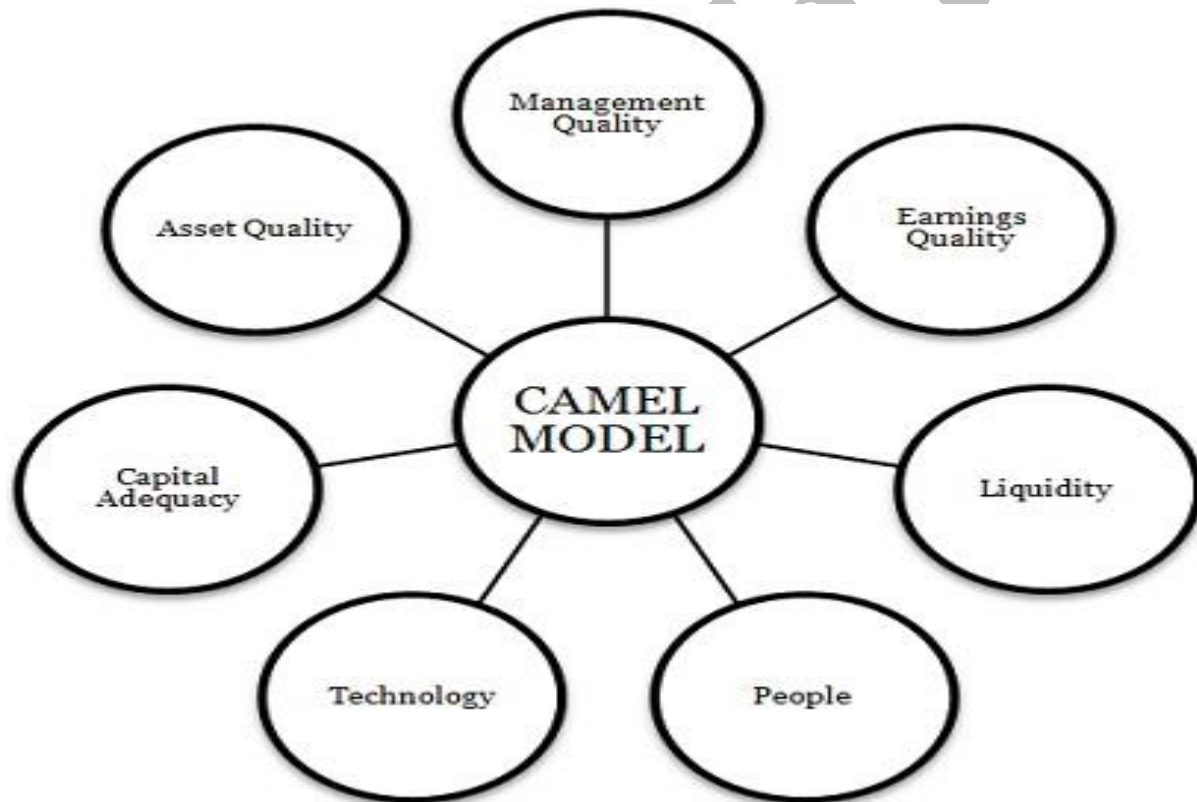 Management
Quality
Asset Quality
Earnings
Quality
CAMEL
MODEL
Capital
Adequacy
Liquidity
Technology
People